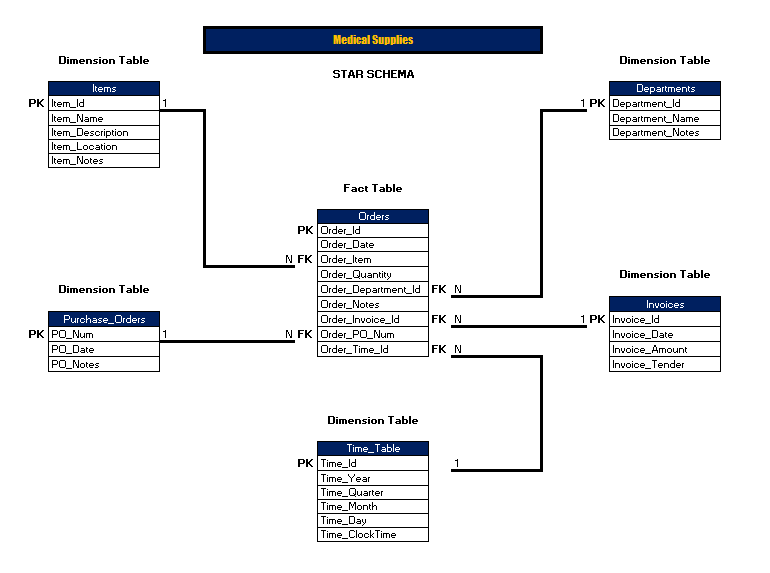 Medical Supplies
STAR SCHEMA
Dimension Table
Items
PK Item_Id 1
Item_Name
Item_Description
Item_Location
Item_Notes
Dimension Table
Departments
1 PK Department_Id
Department_Name
Department_Notes
Fact Table
Orders
PK Order_Id
Order_Date
N FK Order_Item
Order_Quantity
Order_Department_Id FK N
Order_Notes
Order_Invoice_Id FK N
N FK Order_PO_Num
Order_Time_Id FK N
Dimension Table
Purchase_Orders
PK PO_Num 1
PO_Date
PO_Notes
Dimension Table
Invoices
1 PK Invoice_Id
Invoice_Date
Invoice_Amount
Invoice_Tender
Dimension Table
Time_Table
PK Time_Id 1
Time_Year
Time_Quarter
Time_Month
Time_Day
Time_ClockTime